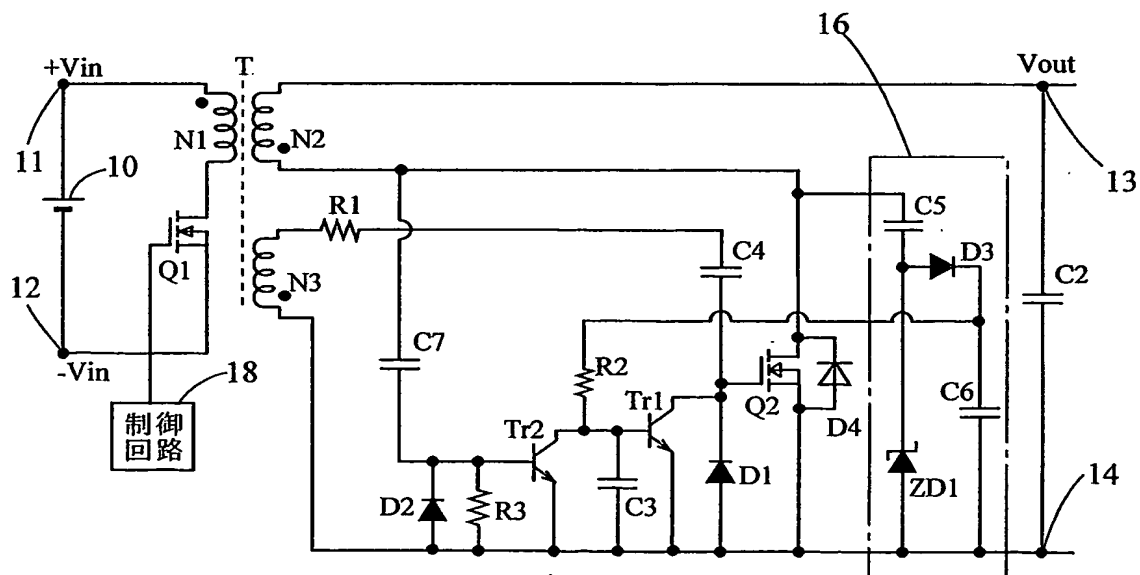 16
+Vin
T
Vout
N1
N2
11
10
13
R1
C5
D3
C4
C2
Q1
N3
12
C7
-Vin
18
R2
Q2
C6
D4
Tr1
制御
回路
Tr2
D1
ZD1
14
D2
R3
C3